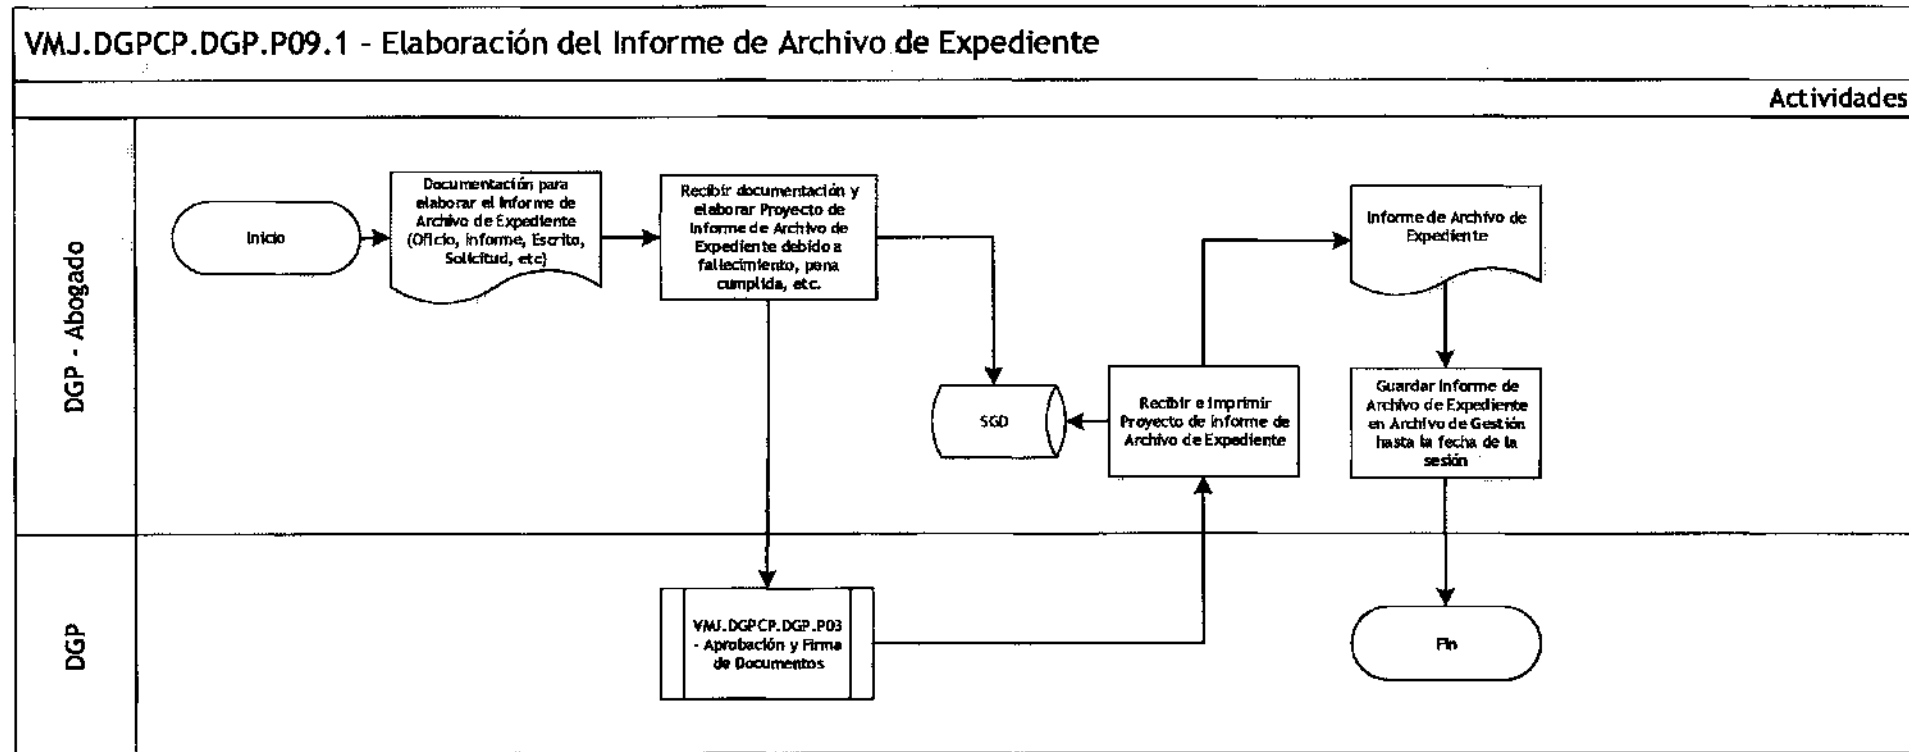 VMJ.DGPCP.DGP.P09.1 - Elaboración del Informe de Archivo de Expediente
Actividades
DGP - Abogado
Inicio
Documentación para
elaborar el Informe de
Archivo de Expediente
(Oficio, Informe, Escrito,
Solicitud, etc)
Recibir documentación y
elaborar Proyecto de
Informe de Archivo de
Expediente debido a
fallecimiento, pena
cumplida, etc.
SGD
Recibir e imprimir
Proyecto de Informe de
Archivo de Expediente
Informe de Archivo de
Expediente
Guardar Informe de
Archivo de Expediente
en Archivo de Gestión
hasta la fecha de la
sesión
DGP
VMJ.DGPCP.DGP.P03
- Aprobación y Firma
de Documentos
Fin